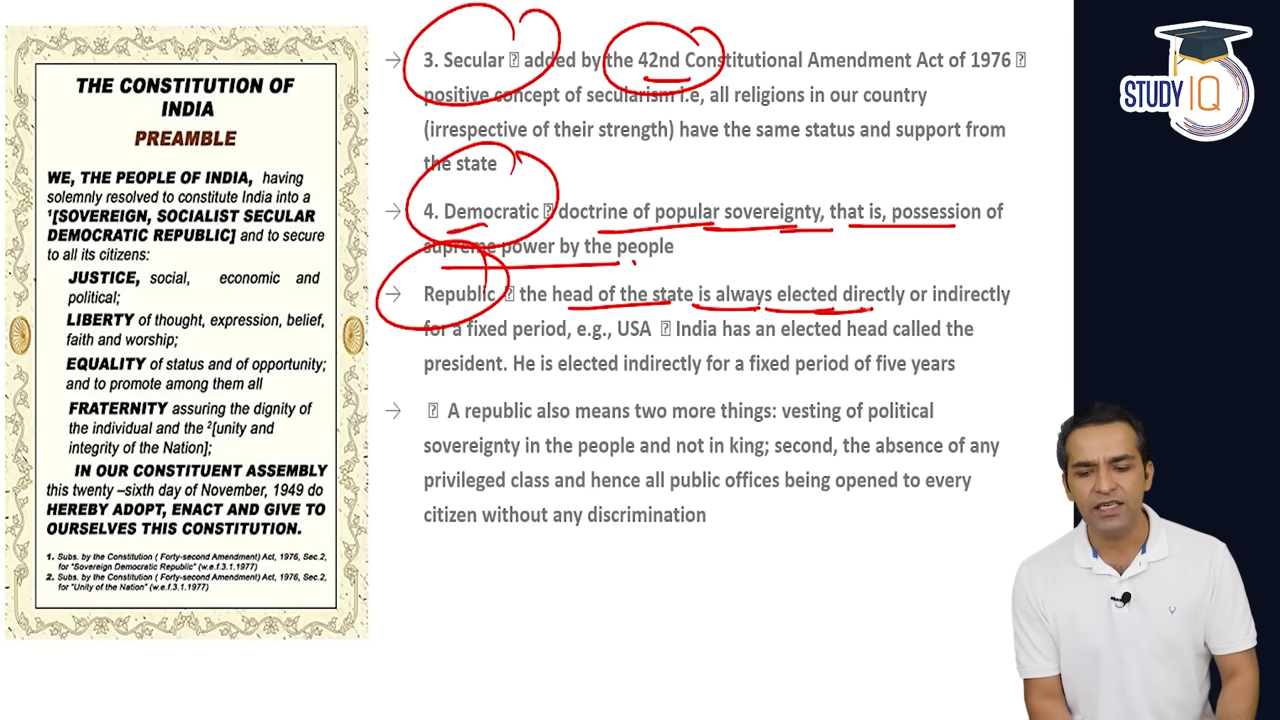 THE CONSTITUTION OF
INDIA
PREAMBLE
WE, THE PEOPLE OF INDIA, having
solemnly resolved to constitute India into a
¹[SOVEREIGN, SOCIALIST SECULAR
DEMOCRATIC REPUBLIC] and to secure
to all its citizens:
JUSTICE, social, economic and
political;
LIBERTY of thought, expression, belief,
faith and worship;
EQUALITY of status and of opportunity;
and to promote among them all
FRATERNITY assuring the dignity of
the individual and the ²[unity and
integrity of the Nation];
IN OUR CONSTITUENT ASSEMBLY
this twenty –sixth day of November, 1949 do
HEREBY ADOPT, ENACT AND GIVE TO
OURSELVES THIS CONSTITUTION.
1. Subs. by the Constitution ( Forty-second Amendment) Act, 1976, Sec.2,
for "Sovereign Democratic Republic" (w.e.f.3.1.1977)
2. Subs. by the Constitution ( Forty-second Amendment) Act, 1976, Sec.2,
for "Unity of the Nation" (w.e.f.3.1.1977)
3. Secular added by the 42nd Constitutional Amendment Act of 1976
positive concept of secularism i.e, all religions in our country
(irrespective of their strength) have the same status and support from
the state
4. Democratic doctrine of popular sovereignty, that is, possession of
supreme power by the people
Republic the head of the state is always elected directly or indirectly
for a fixed period, e.g., USA India has an elected head called the
president. He is elected indirectly for a fixed period of five years
A republic also means two more things: vesting of political
sovereignty in the people and not in king; second, the absence of any
privileged class and hence all public offices being opened to every
citizen without any discrimination
STUDY IQ